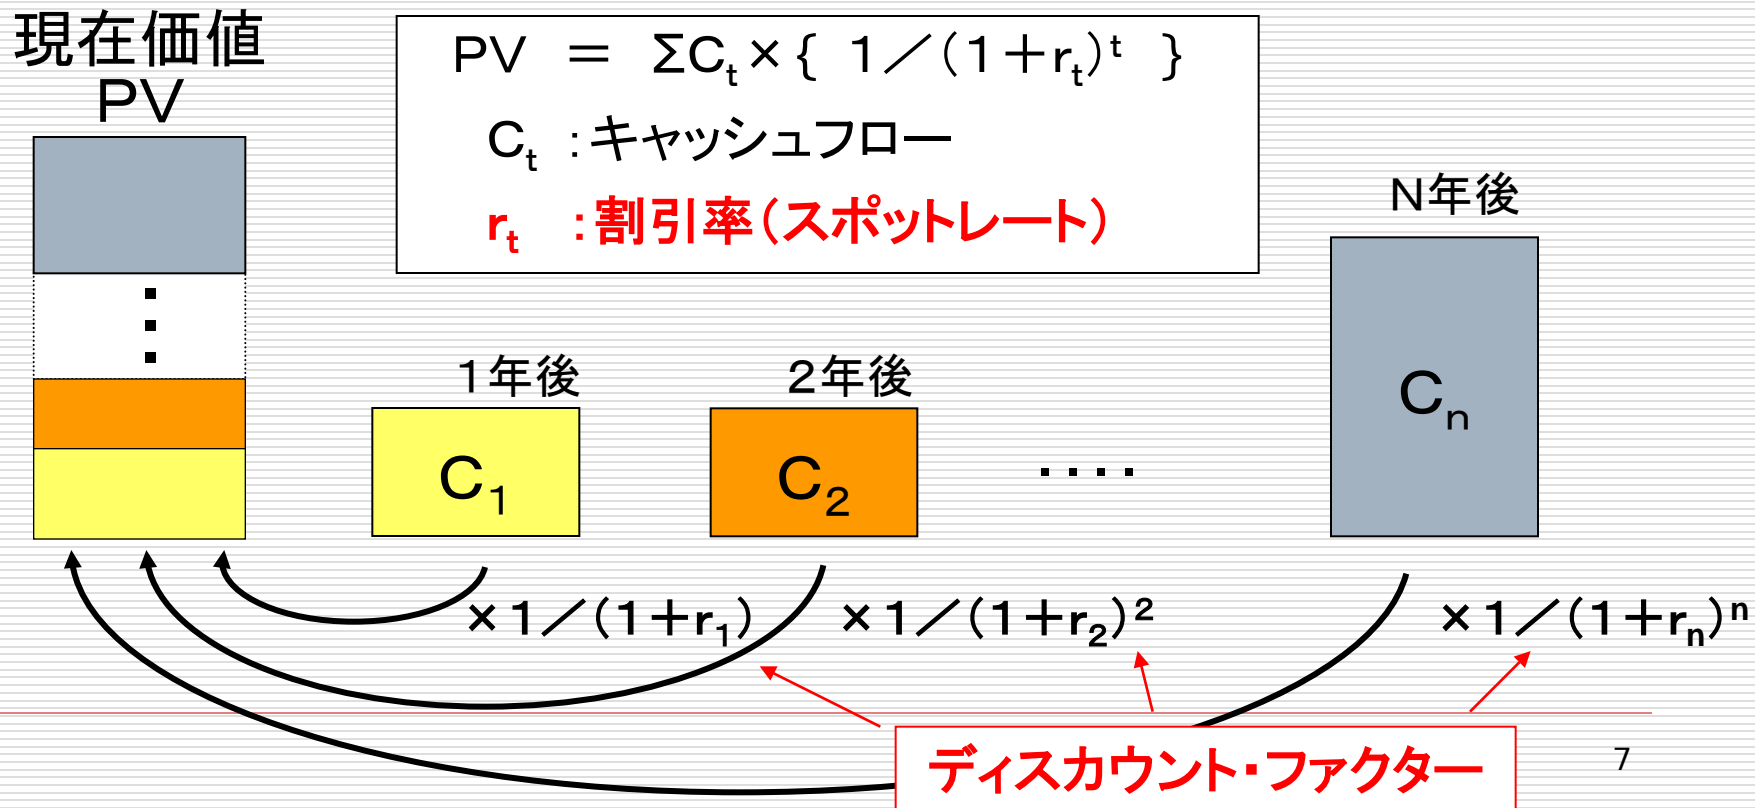 現在価値
PV
PV = ΣCt×{ 1/(1+rt)t }
Ct :キャッシュフロー
rt :割引率(スポットレート)
N年後
1年後
2年後
C1
C2
・・・・
Cn
×1/(1+r1)
×1/(1+r2)2
×1/(1+rn)n
ディスカウント・ファクター
7